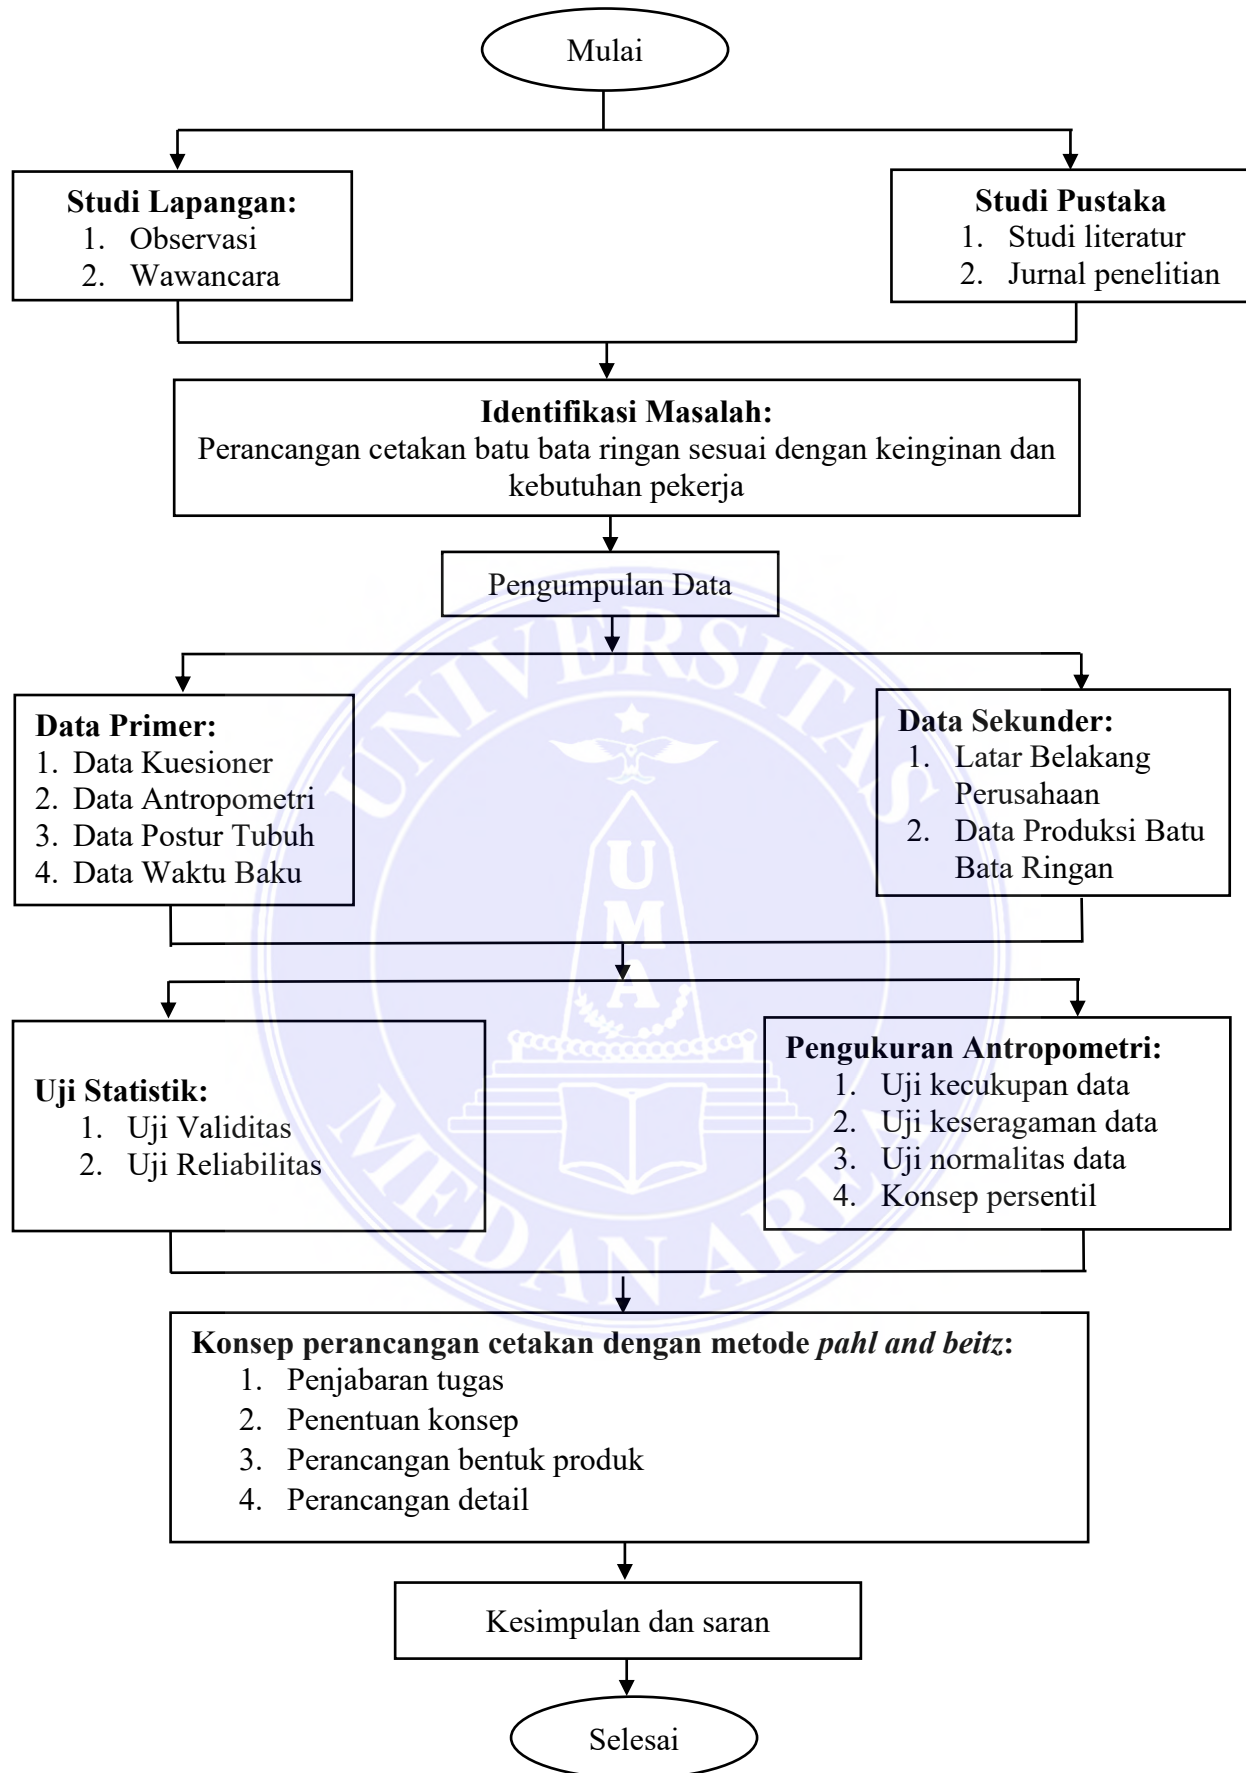 Mulai
Studi Lapangan:
1. Observasi
2. Wawancara
Studi Pustaka
1. Studi literatur
2. Jurnal penelitian
Identifikasi Masalah:
Perancangan cetakan batu bata ringan sesuai dengan keinginan dan
kebutuhan pekerja
Pengumpulan Data
Data Primer:
1. Data Kuesioner
2. Data Antropometri
3. Data Postur Tubuh
4. Data Waktu Baku
Data Sekunder:
1. Latar Belakang
Perusahaan
2. Data Produksi Batu
Bata Ringan
Uji Statistik:
1. Uji Validitas
2. Uji Reliabilitas
Pengukuran Antropometri:
1. Uji kecukupan data
2. Uji keseragaman data
3. Uji normalitas data
4. Konsep persentil
Konsep perancangan cetakan dengan metode pahl and beitz:
1. Penjabaran tugas
2. Penentuan konsep
3. Perancangan bentuk produk
4. Perancangan detail
Kesimpulan dan saran
Selesai
UNIVERSITAS
UMA
MEDAN AREA